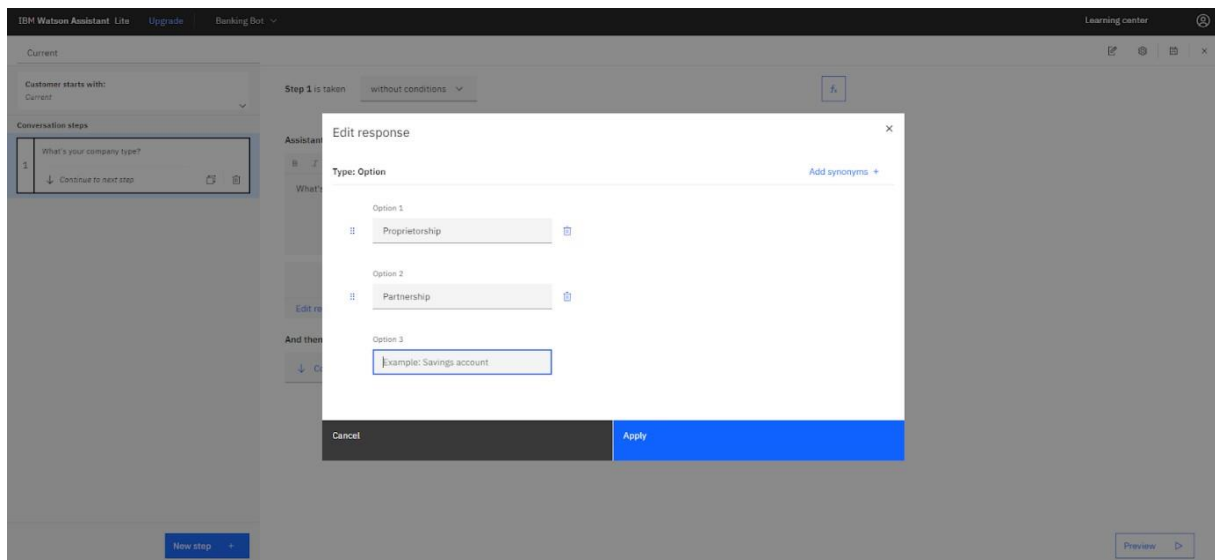 IBM Watson Assistant Lite Upgrade Banking Bot Learning center
Current
Customer starts with:
Current
Conversation steps
1 What's your company type?
Continue to next step
New step +
Step 1 is taken without conditions fx
Assistan
B I
What's
Edit re
And then
Co
Edit response
Type: Option Add synonyms +
Option 1
Proprietorship
Option 2
Partnership
Option 3
Example: Savings account
Cancel Apply
Preview